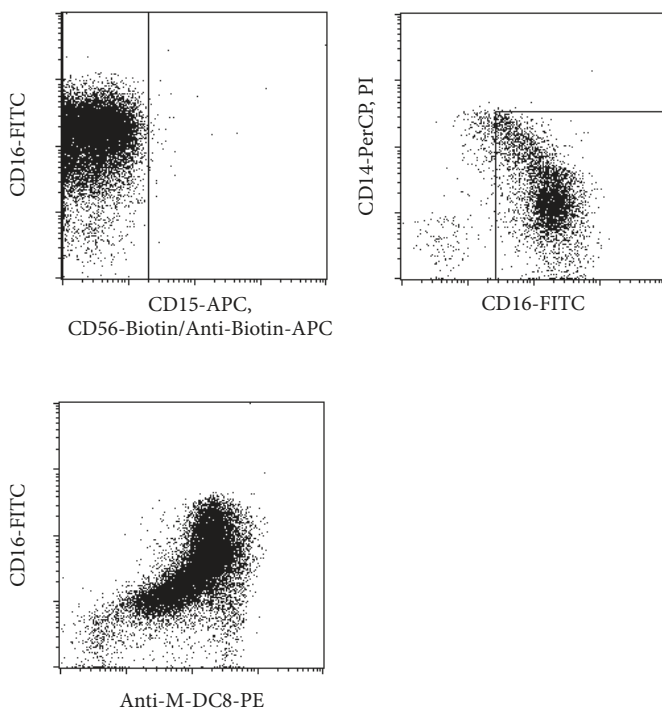 CD16-FITC
CD15-APC,
CD56-Biotin/Anti-Biotin-APC
CD14-PerCP, PI
CD16-FITC
CD16-FITC
Anti-M-DC8-PE